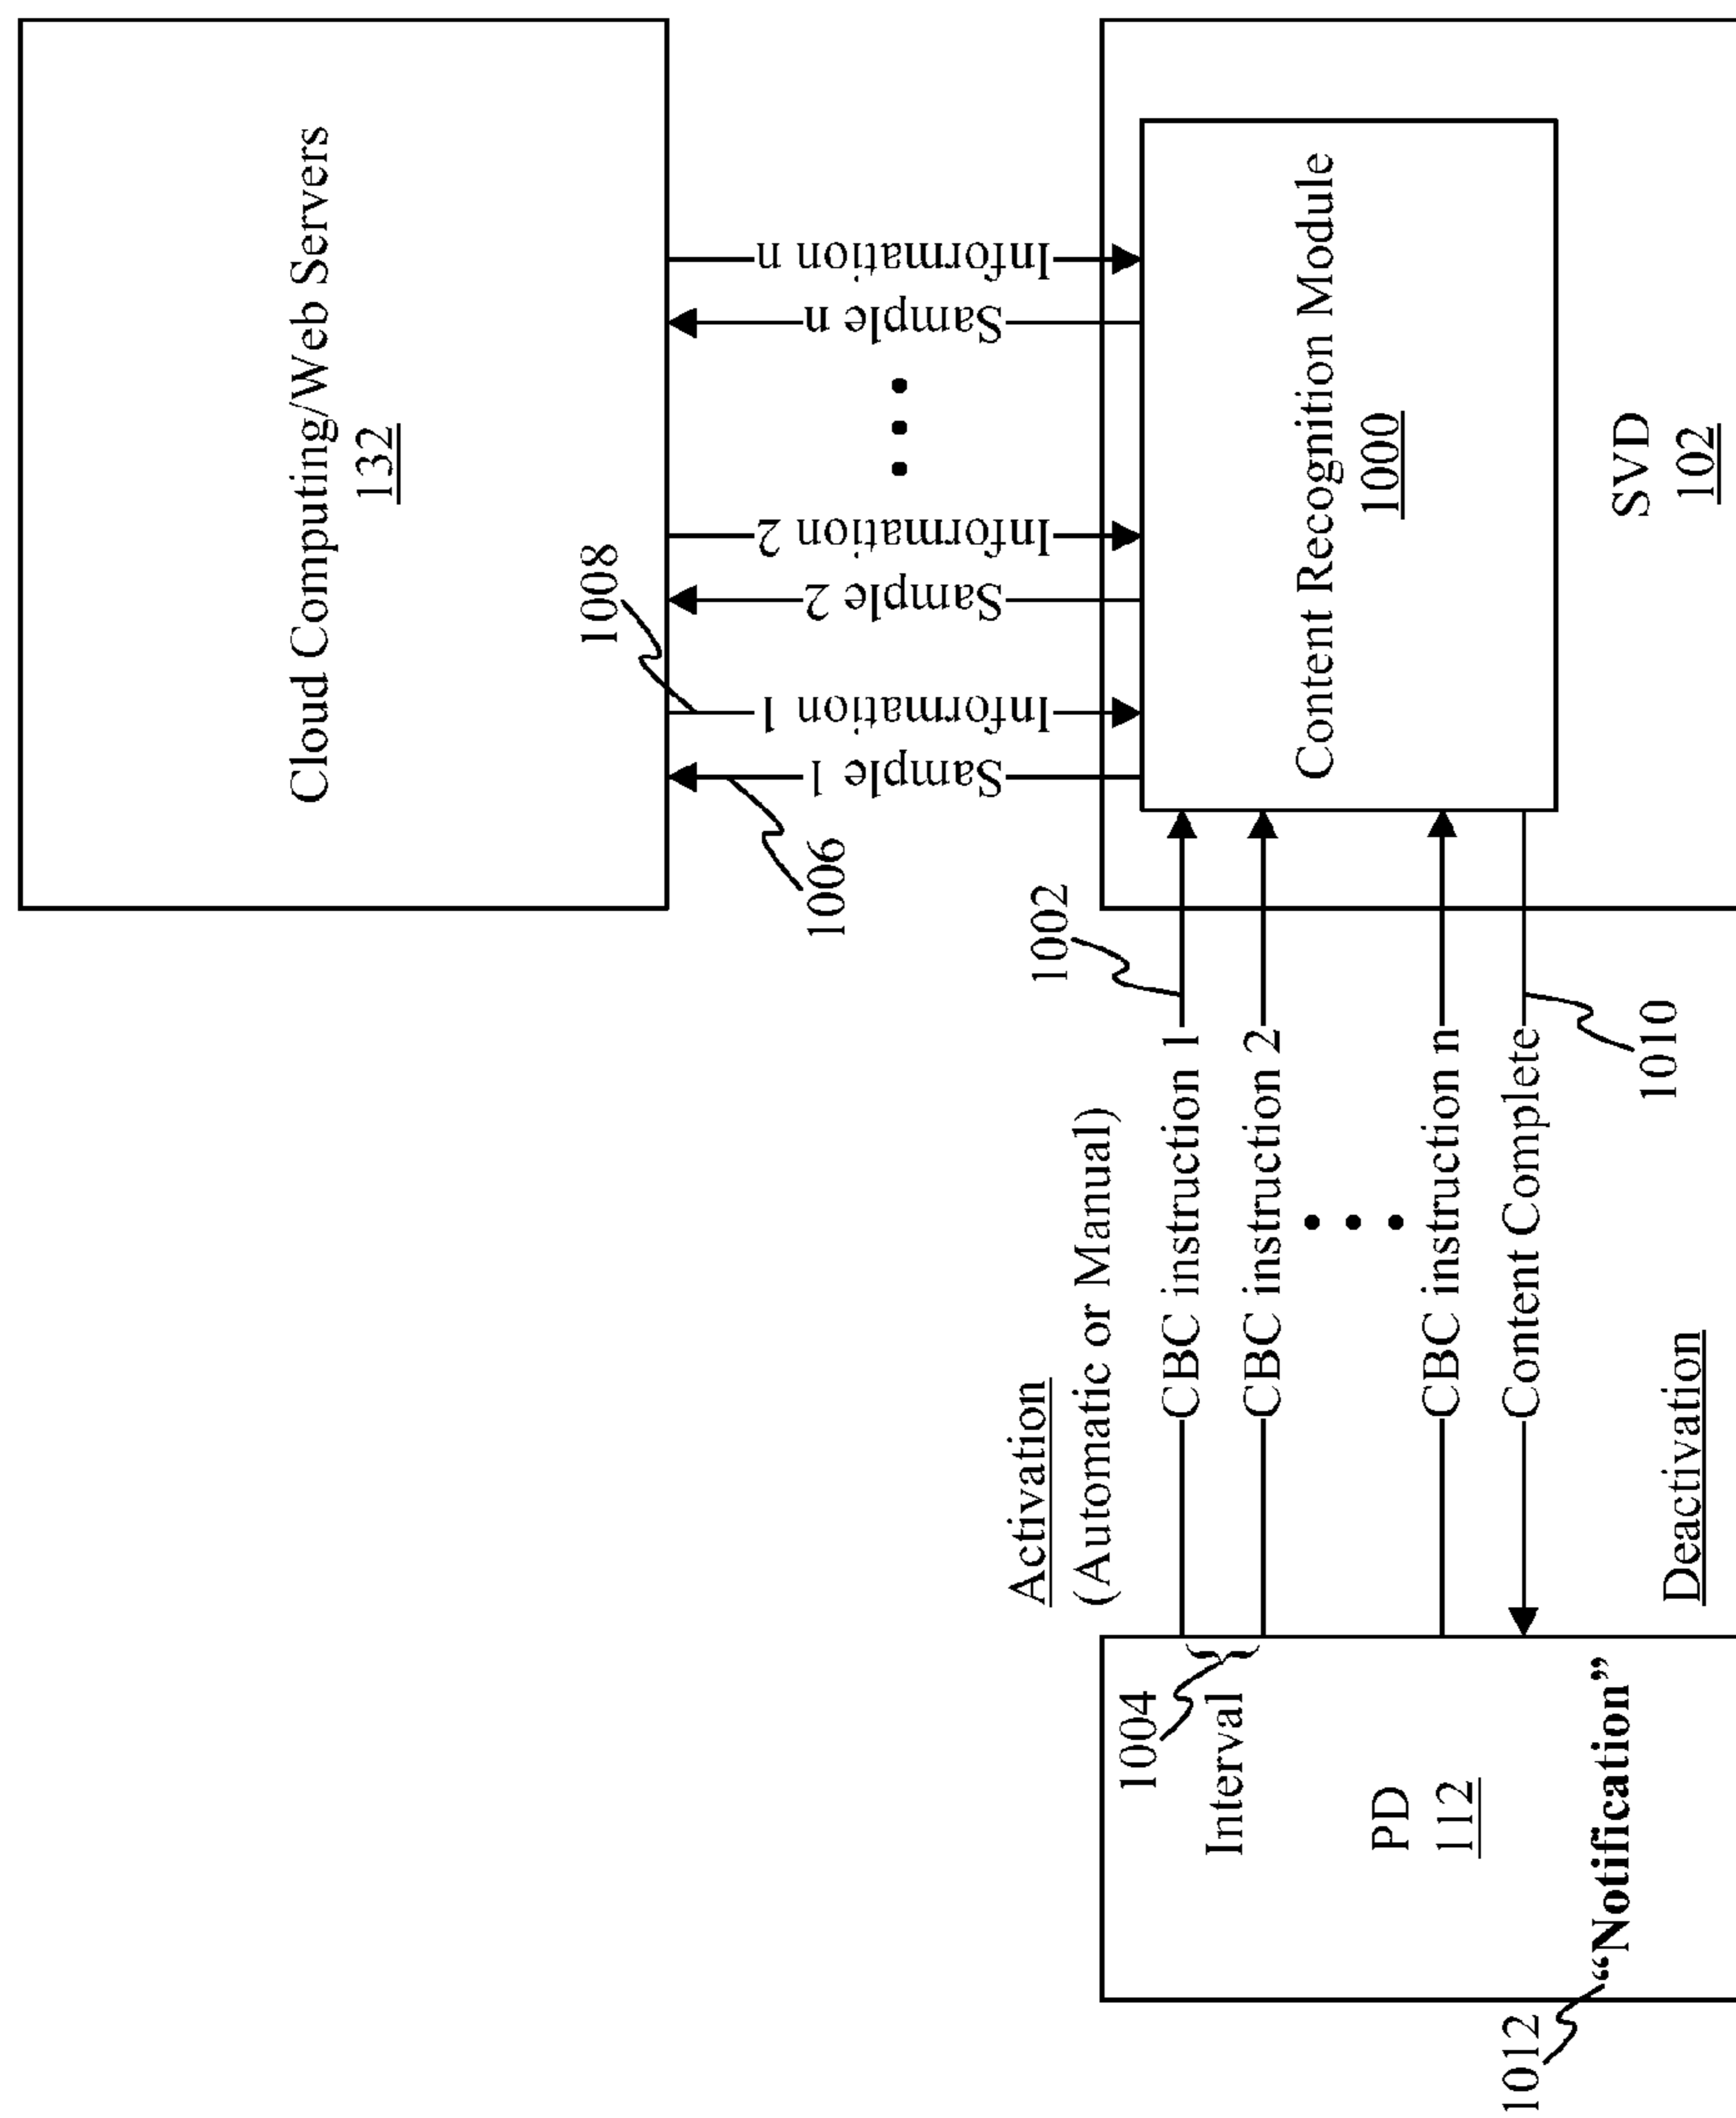 Activation
(Automatic or Manual)
1004
Interval
PD
112
1012
“Notification”
CBC instruction 1
CBC instruction 2
CBC instruction n
Content Complete
Deactivation
1002
1010
Content Recognition Module
1000
SVD
102
1006
Sample 1
1008
Information 1
Sample 2
Information 2
Sample n
Information n
Cloud Computing/Web Servers
132